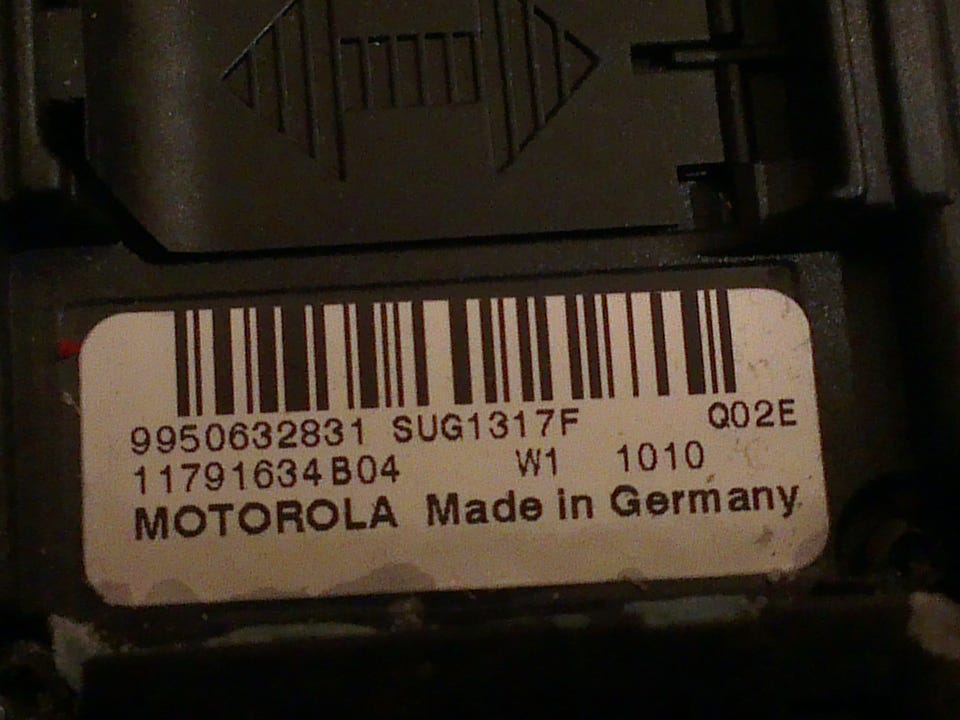 9950632831 SUG1317F Q02E
11791634B04 W1 1010
MOTOROLA Made in Germany